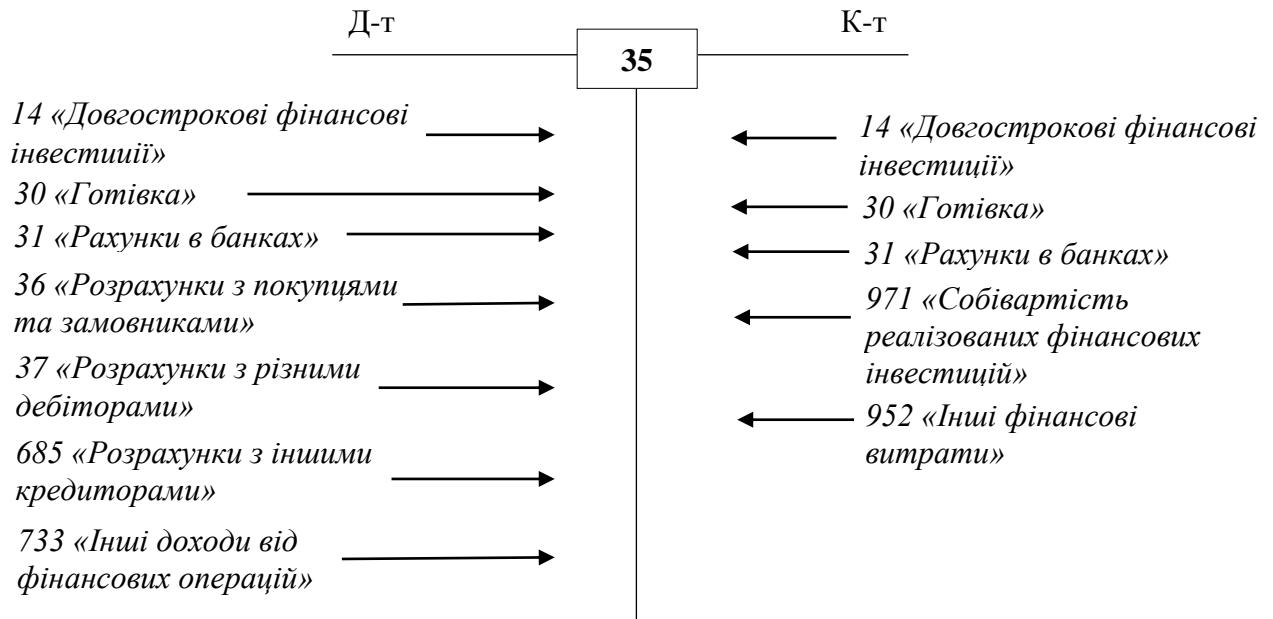 Д-т
К-т
35
14 «Довгострокові фінансові
інвестииії»
30 «Готівка»
31 «Рахунки в банках»
36 «Розрахунки з покупцями
та замовниками»
37 «Розрахунки з різними
дебіторами»
685 «Розрахунки з іншими
кредиторами»
733 «Інші доходи від
фінансових операцій»
14 «Довгострокові фінансові
інвестиції»
30 «Готівка»
31 «Рахунки в банках»
971 «Собівартість
реалізованих фінансових
інвестицій»
952 «Інші фінансові
витрати»